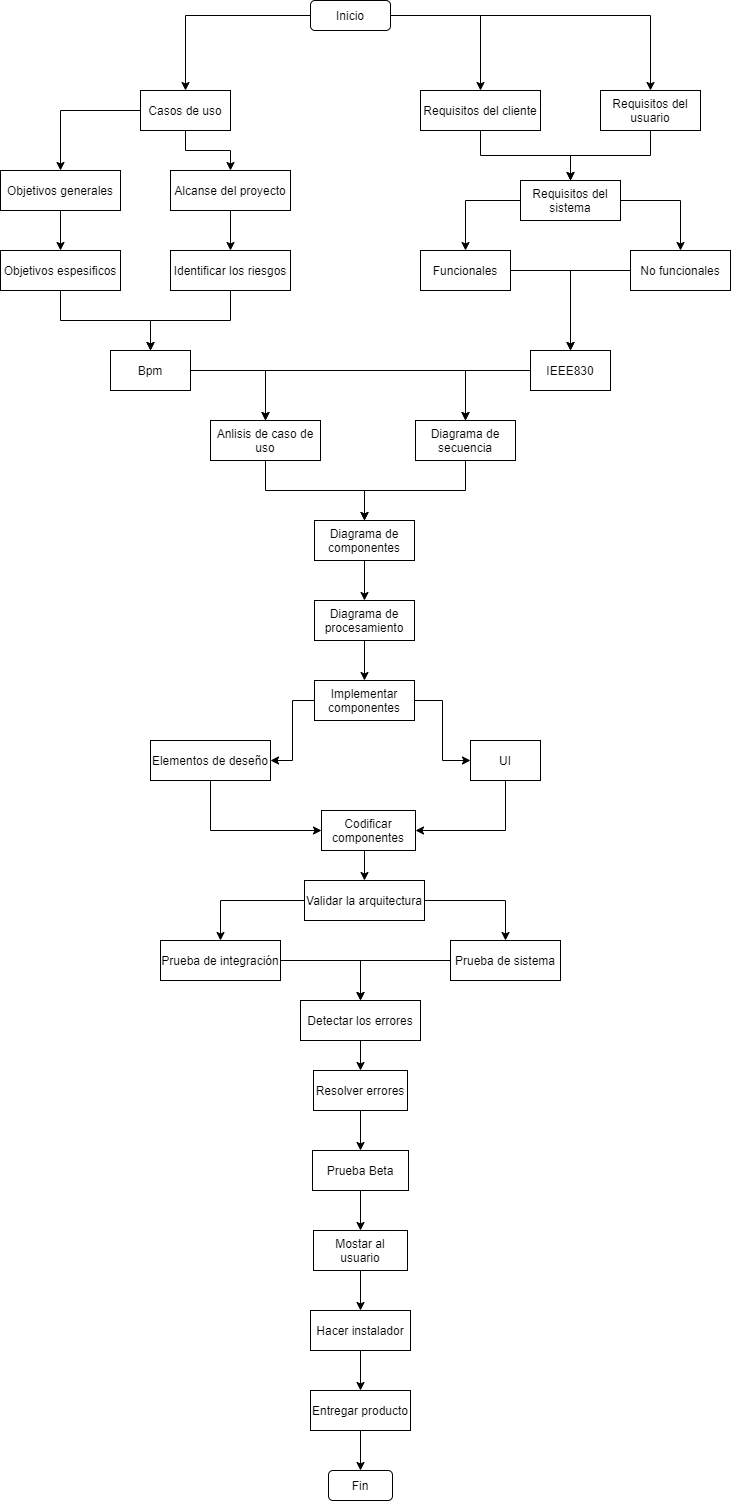 Inicio
Casos de uso
Requisitos del cliente
Requisitos del
usuario
Objetivos generales
Alcanse del proyecto
Requisitos del
sistema
Objetivos espesificos
Identificar los riesgos
Funcionales
No funcionales
Bpm
IEEE830
Anlisis de caso de
uso
Diagrama de
secuencia
Diagrama de
componentes
Diagrama de
procesamiento
Implementar
componentes
Elementos de deseño
UI
Codificar
componentes
Validar la arquitectura
Prueba de integración
Prueba de sistema
Detectar los errores
Resolver errores
Prueba Beta
Mostar al
usuario
Hacer instalador
Entregar producto
Fin